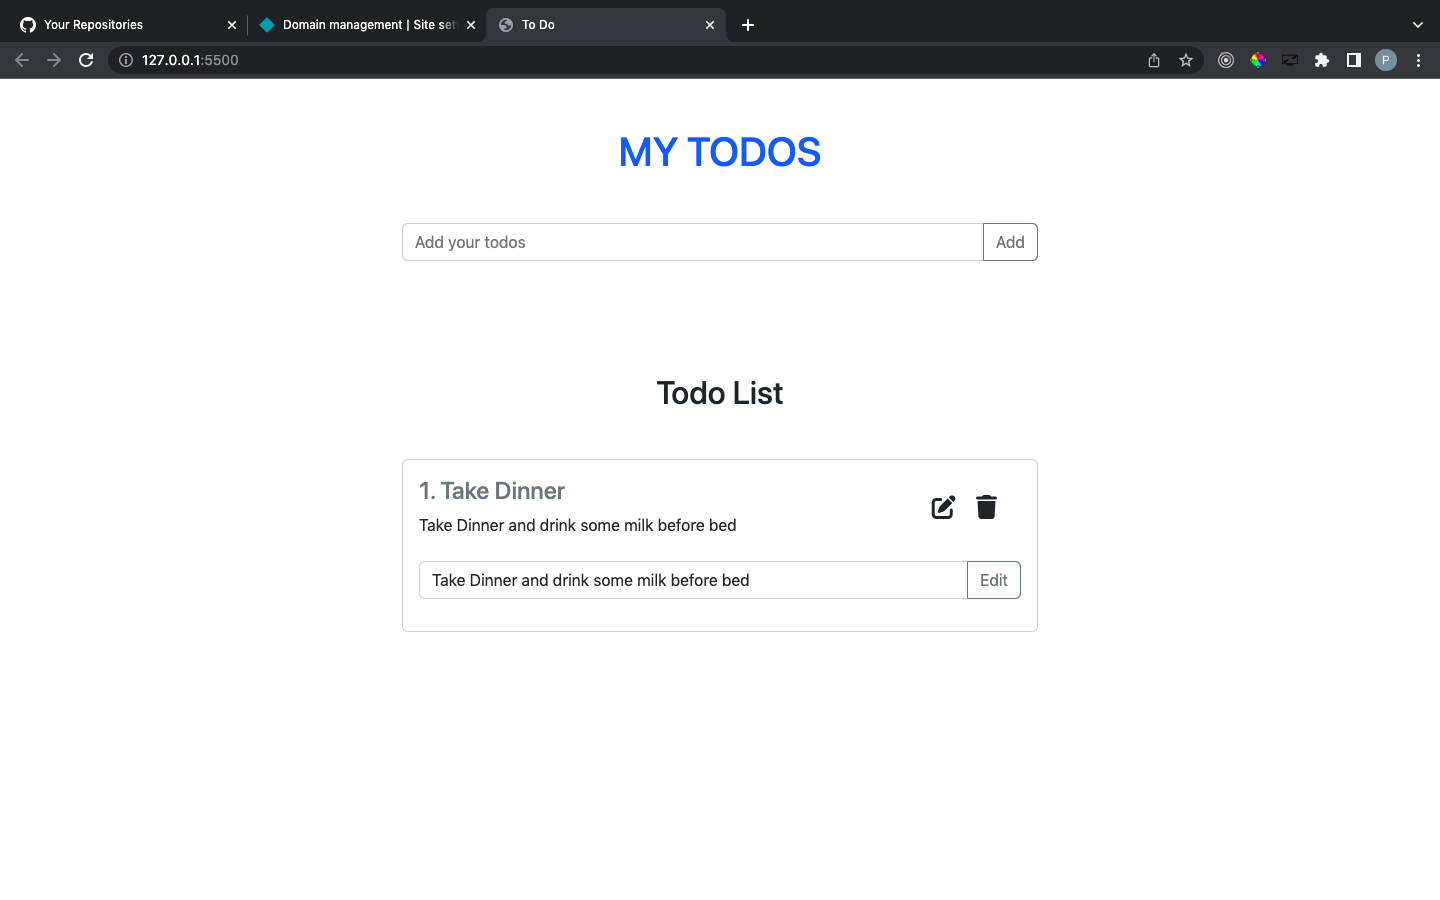 Your Repositories
Domain management | Site set
To Do
127.0.0.1:5500
P
MY TODOS
Add your todos
Add
Todo List
1. Take Dinner
Take Dinner and drink some milk before bed
Take Dinner and drink some milk before bed
Edit